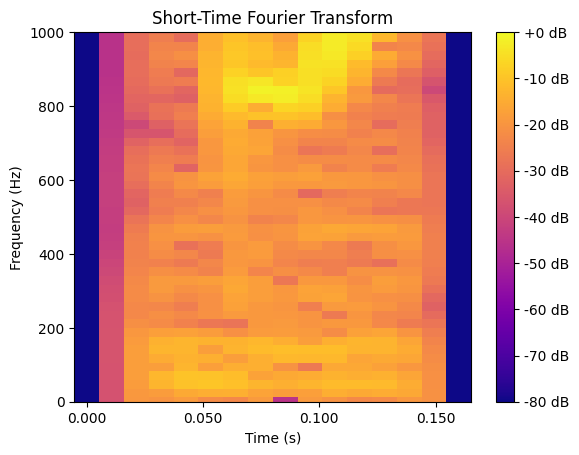 Short-Time Fourier Transform
1000
800
600
400
200
0
Frequency (Hz)
0.000
0.050
0.100
0.150
Time (s)
+0 dB
-10 dB
-20 dB
-30 dB
-40 dB
-50 dB
-60 dB
-70 dB
-80 dB